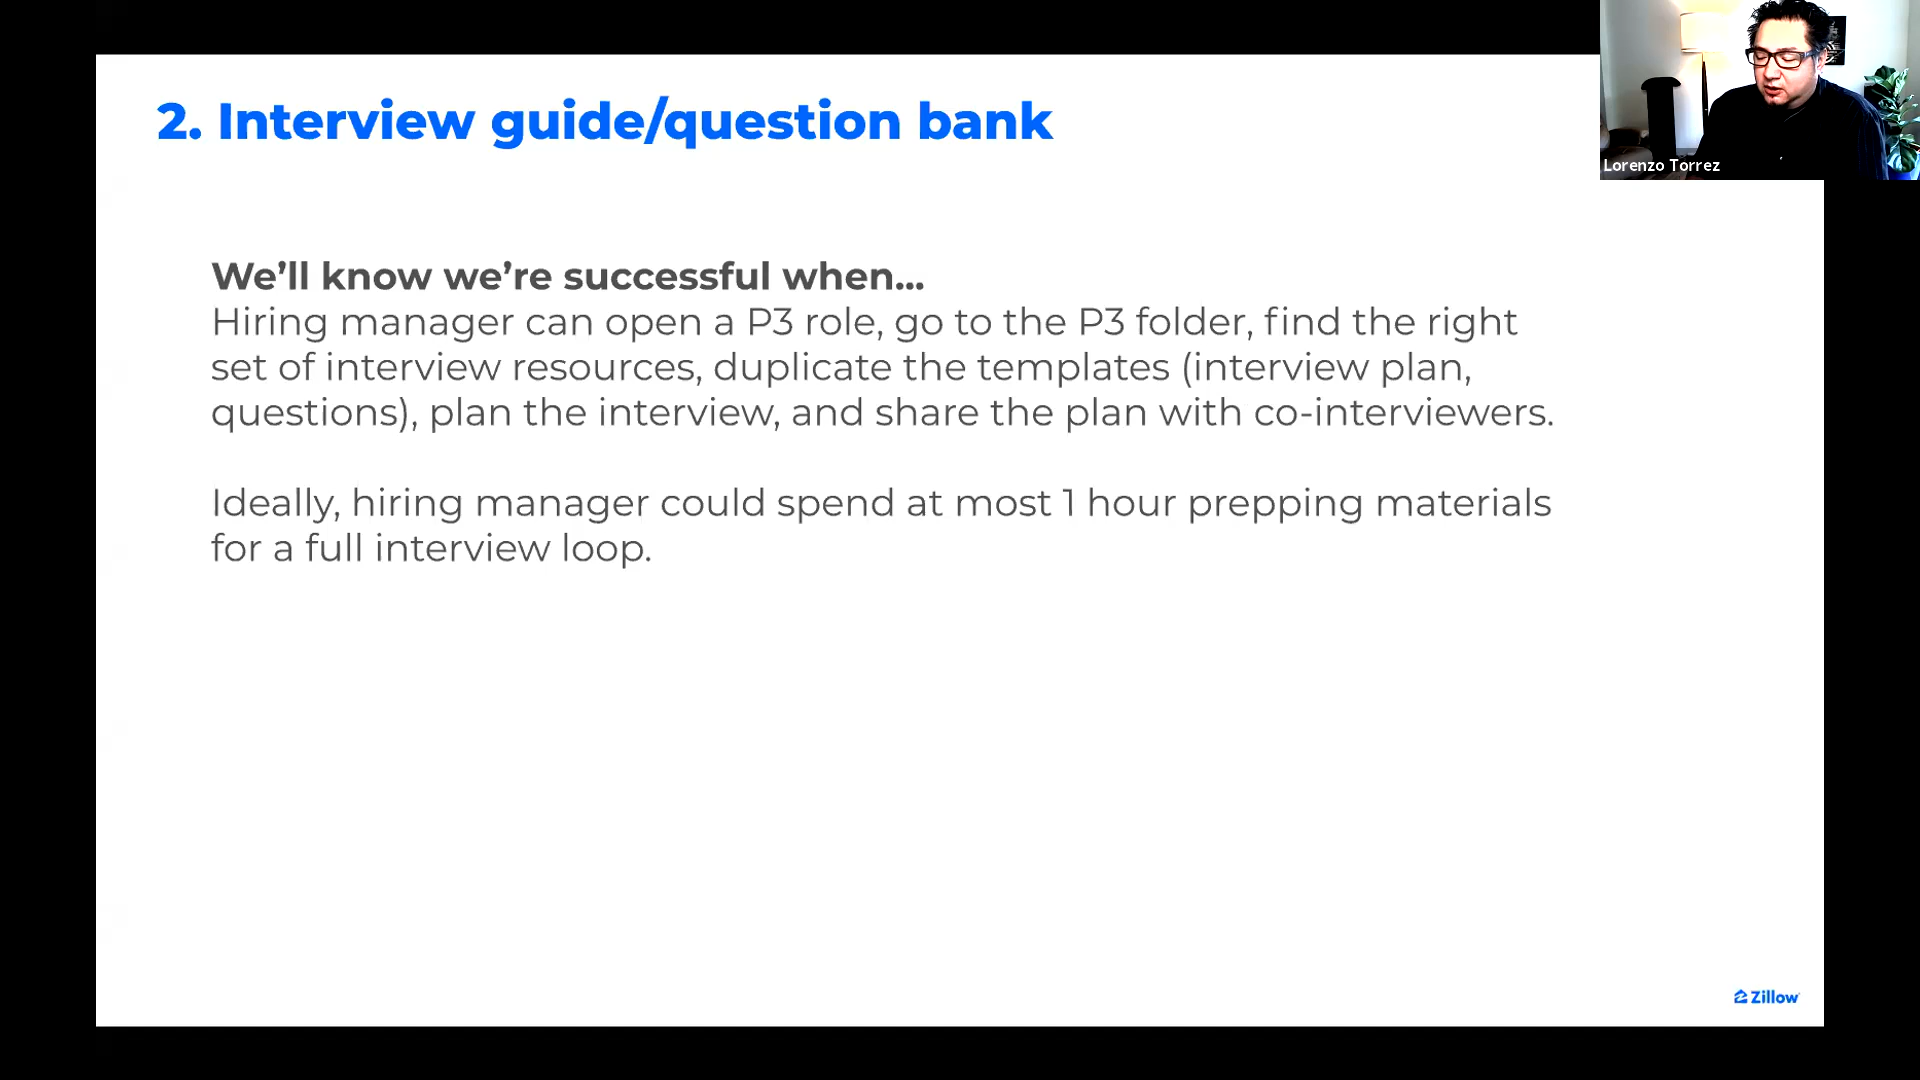 2. Interview guide/question bank
Lorenzo Torrez
We’ll know we’re successful when...
Hiring manager can open a P3 role, go to the P3 folder, find the right
set of interview resources, duplicate the templates (interview plan,
questions), plan the interview, and share the plan with co-interviewers.
Ideally, hiring manager could spend at most 1 hour prepping materials
for a full interview loop.
Zillow